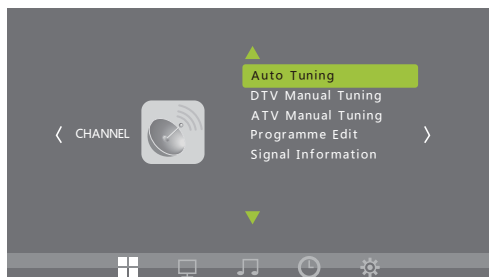 CHANNEL
Auto Tuning
DTV Manual Tuning
ATV Manual Tuning
Programme Edit
Signal Information